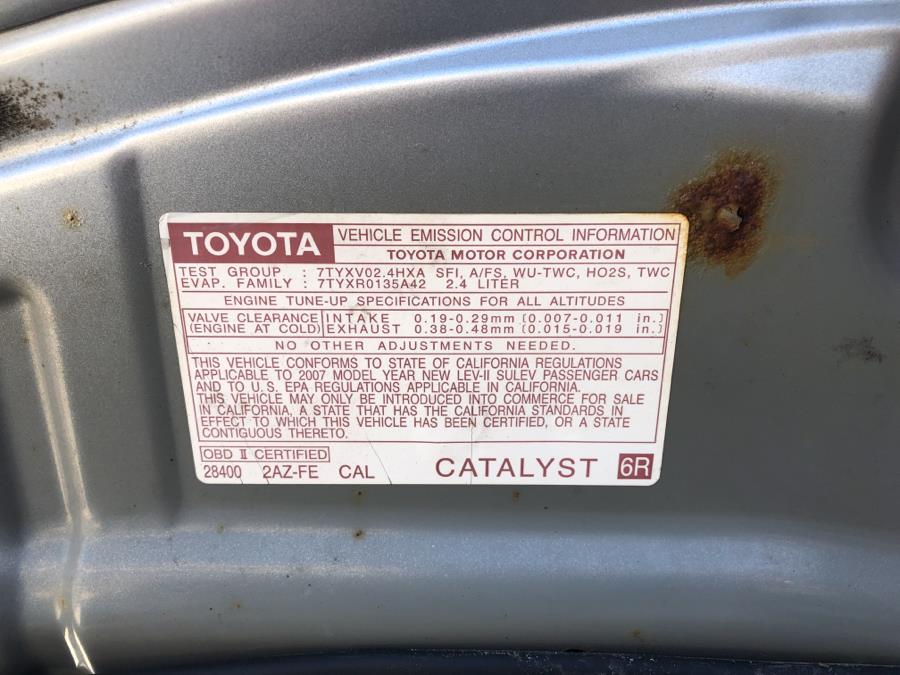 TOYOTA VEHICLE EMISSION CONTROL INFORMATION
TOYOTA MOTOR CORPORATION
TEST GROUP : 7TYXV02.4HXA SFI, A/FS, WU-TWC, HO2S, TWC
EVAP. FAMILY : 7TYXR0135A42 2.4 LITER
ENGINE TUNE-UP SPECIFICATIONS FOR ALL ALTITUDES
VALVE CLEARANCE INTAKE 0.19-0.29mm (0.007-0.011 in.)
(ENGINE AT COLD) EXHAUST 0.38-0.48mm (0.015-0.019 in.)
NO OTHER ADJUSTMENTS NEEDED.
THIS VEHICLE CONFORMS TO STATE OF CALIFORNIA REGULATIONS
APPLICABLE TO 2007 MODEL YEAR NEW LEV-II SULEV PASSENGER CARS
AND TO U.S. EPA REGULATIONS APPLICABLE IN CALIFORNIA.
THIS VEHICLE MAY ONLY BE INTRODUCED INTO COMMERCE FOR SALE
IN CALIFORNIA, A STATE THAT HAS THE CALIFORNIA STANDARDS IN
EFFECT TO WHICH THIS VEHICLE HAS BEEN CERTIFIED, OR A STATE
CONTIGUOUS THERETO.
OBD II CERTIFIED
28400 2AZ-FE CAL CATALYST 6R